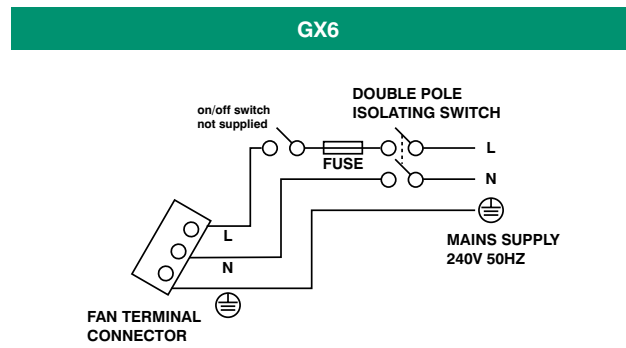 GX6
DOUBLE POLE
ISOLATING SWITCH
on/off switch
not supplied
FUSE
L
N
MAINS SUPPLY
240V 50HZ
L
N
FAN TERMINAL
CONNECTOR